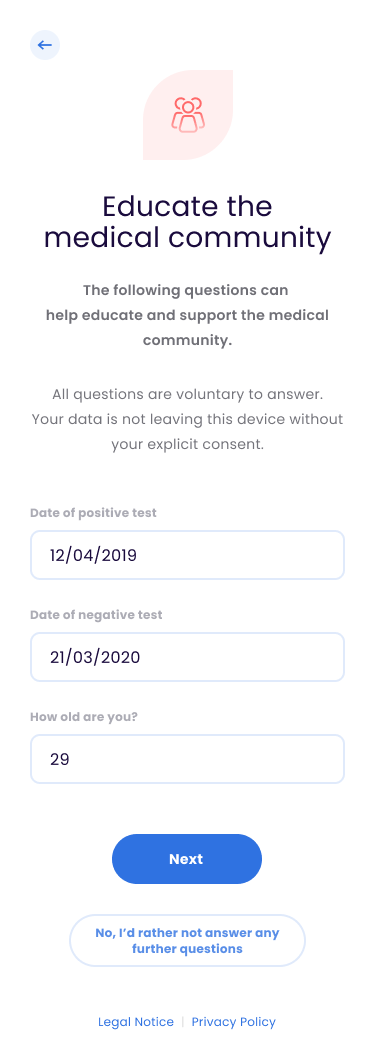 Educate the
medical community
The following questions can
help educate and support the medical
community.
All questions are voluntary to answer.
Your data is not leaving this device without
your explicit consent.
Date of positive test
12/04/2019
Date of negative test
21/03/2020
How old are you?
29
Next
No, I’d rather not answer any
further questions
Legal Notice | Privacy Policy